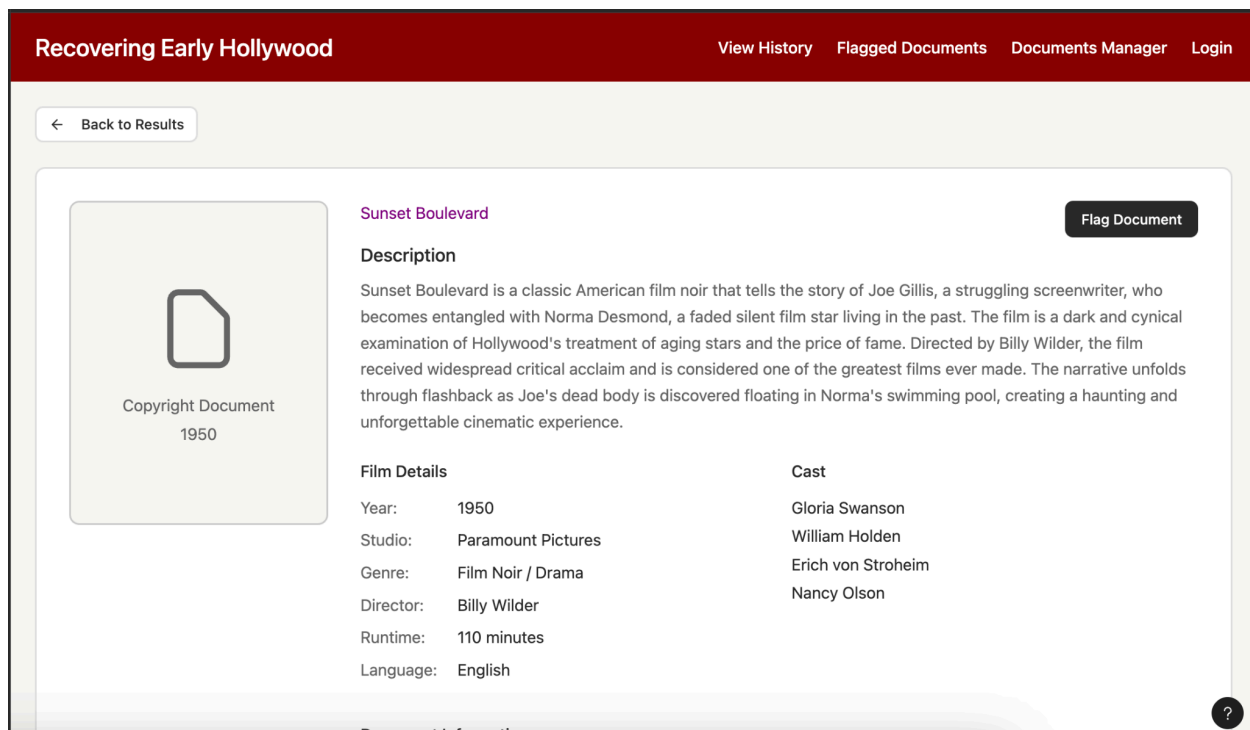 Recovering Early Hollywood
View History
Flagged Documents
Documents Manager
Login
← Back to Results
Copyright Document
1950
Sunset Boulevard
Flag Document
Description
Sunset Boulevard is a classic American film noir that tells the story of Joe Gillis, a struggling screenwriter, who
becomes entangled with Norma Desmond, a faded silent film star living in the past. The film is a dark and cynical
examination of Hollywood's treatment of aging stars and the price of fame. Directed by Billy Wilder, the film
received widespread critical acclaim and is considered one of the greatest films ever made. The narrative unfolds
through flashback as Joe's dead body is discovered floating in Norma's swimming pool, creating a haunting and
unforgettable cinematic experience.
Film Details
Year: 1950
Studio: Paramount Pictures
Genre: Film Noir / Drama
Director: Billy Wilder
Runtime: 110 minutes
Language: English
Cast
Gloria Swanson
William Holden
Erich von Stroheim
Nancy Olson
?